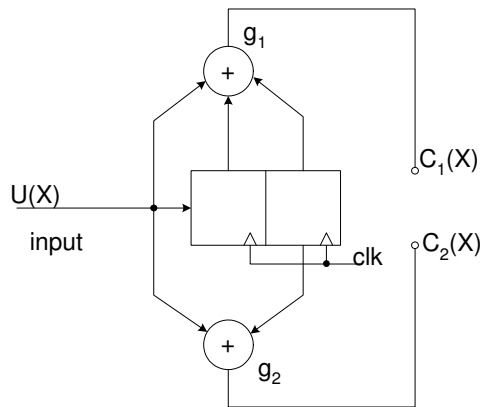 g1
+
C1(X)
U(X)
C2(X)
input
clk
+
g2